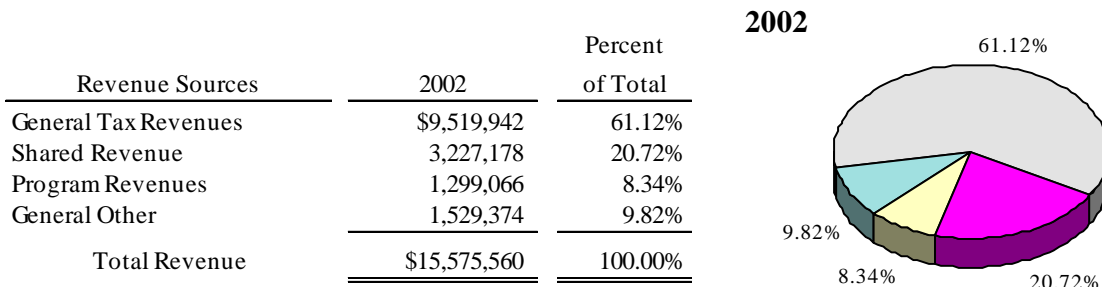 2002
Percent
Revenue Sources 2002 of Total
General Tax Revenues $9,519,942 61.12%
Shared Revenue 3,227,178 20.72%
Program Revenues 1,299,066 8.34%
General Other 1,529,374 9.82%
Total Revenue $15,575,560 100.00%
61.12%
9.82%
8.34%
20.72%